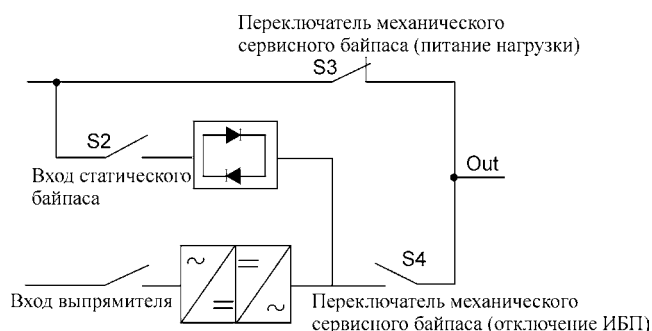 Переключатель механического
сервисного байпаса (питание нагрузки)
S3
S2
Вход статического
байпаса
Out
S4
Вход выпрямителя
Переключатель механического
сервисного байпаса (отключение ИБП)